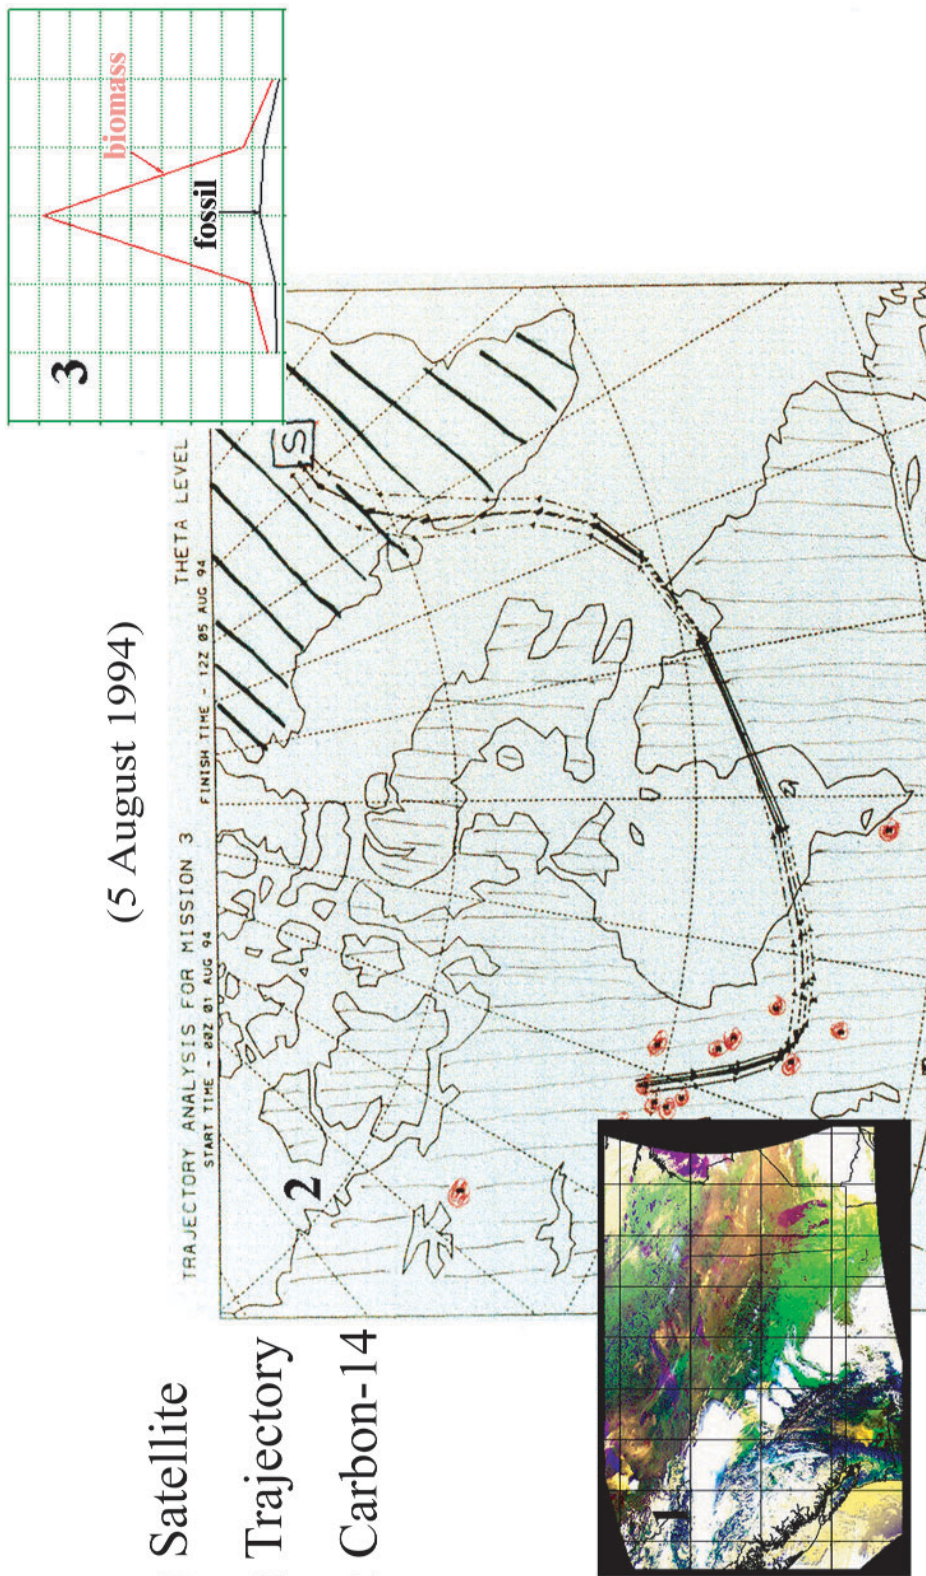 (5 August 1994)
Satellite
Trajectory
Carbon-14
TRAJECTORY ANALYSIS FOR MISSION 3
THETA LEVEL
START TIME - 00Z 01 AUG 94
FINISH TIME - 12Z 05 AUG 94
3
biomass
fossil
S
2
1